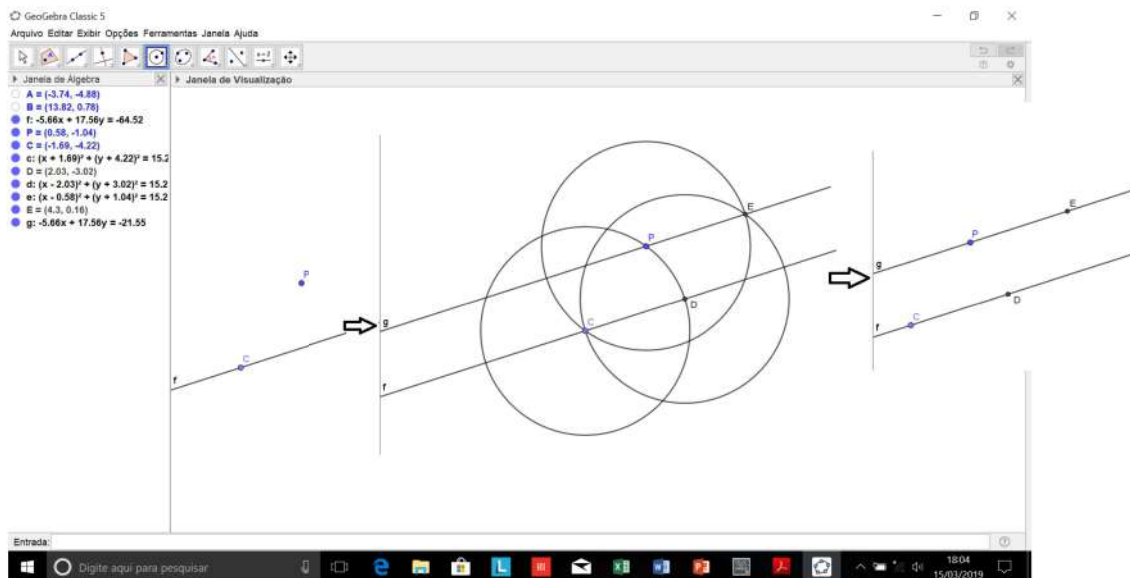 GeoGebra Classic 5
Arquivo Editar Exibir Opções Ferramentas Janela Ajuda
Janela de Álgebra
Janela de Visualização
A = (-3.74, -4.88)
B = (13.82, 0.78)
f: -5.66x + 17.56y = -64.52
P = (0.58, -1.04)
C = (-1.69, -4.22)
c: (x + 1.69)² + (y + 4.22)² = 15.2
D = (2.03, -3.02)
d: (x - 2.03)² + (y + 3.02)² = 15.2
e: (x - 0.58)² + (y + 1.04)² = 15.2
E = (4.3, 0.16)
g: -5.66x + 17.56y = -21.55
P
C
f
E
P
g
D
C
f
E
P
g
D
C
f
Entrada:
Digite aqui para pesquisar
18:04
15/03/2019